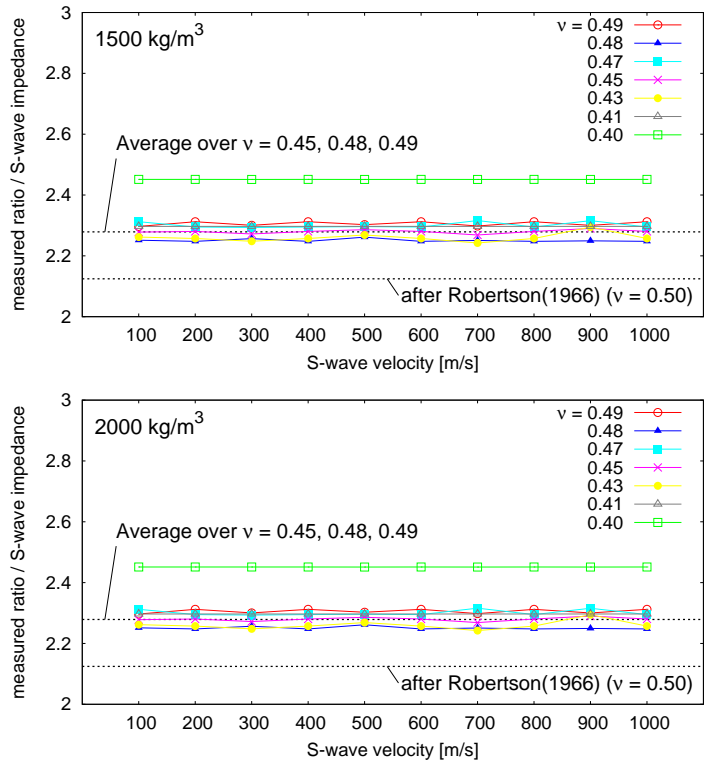 3
1500 kg/m³
ν = 0.49
0.48
0.47
0.45
0.43
0.41
0.40
2.8
2.6
Average over ν = 0.45, 0.48, 0.49
2.4
2.2
after Robertson(1966) (ν = 0.50)
2
measured ratio / S-wave impedance
100 200 300 400 500 600 700 800 900 1000
S-wave velocity [m/s]
3
2000 kg/m³
ν = 0.49
0.48
0.47
0.45
0.43
0.41
0.40
2.8
2.6
Average over ν = 0.45, 0.48, 0.49
2.4
2.2
after Robertson(1966) (ν = 0.50)
2
measured ratio / S-wave impedance
100 200 300 400 500 600 700 800 900 1000
S-wave velocity [m/s]